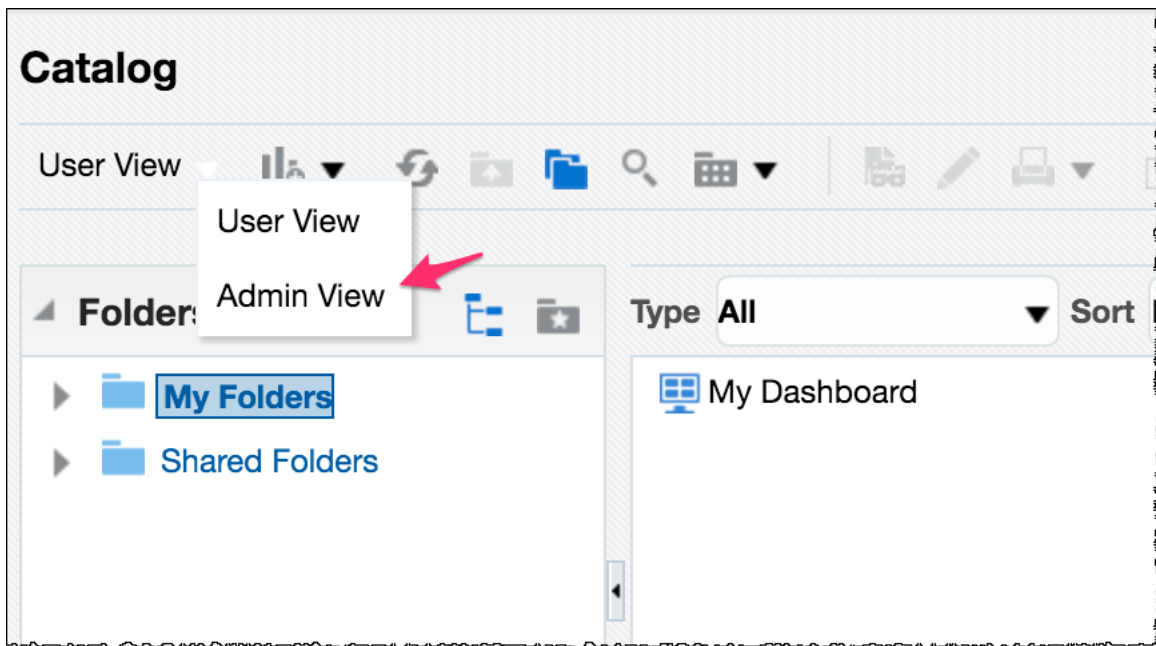 Catalog
User View
User View
Admin View
Folders
Type All Sort
My Folders
My Dashboard
Shared Folders